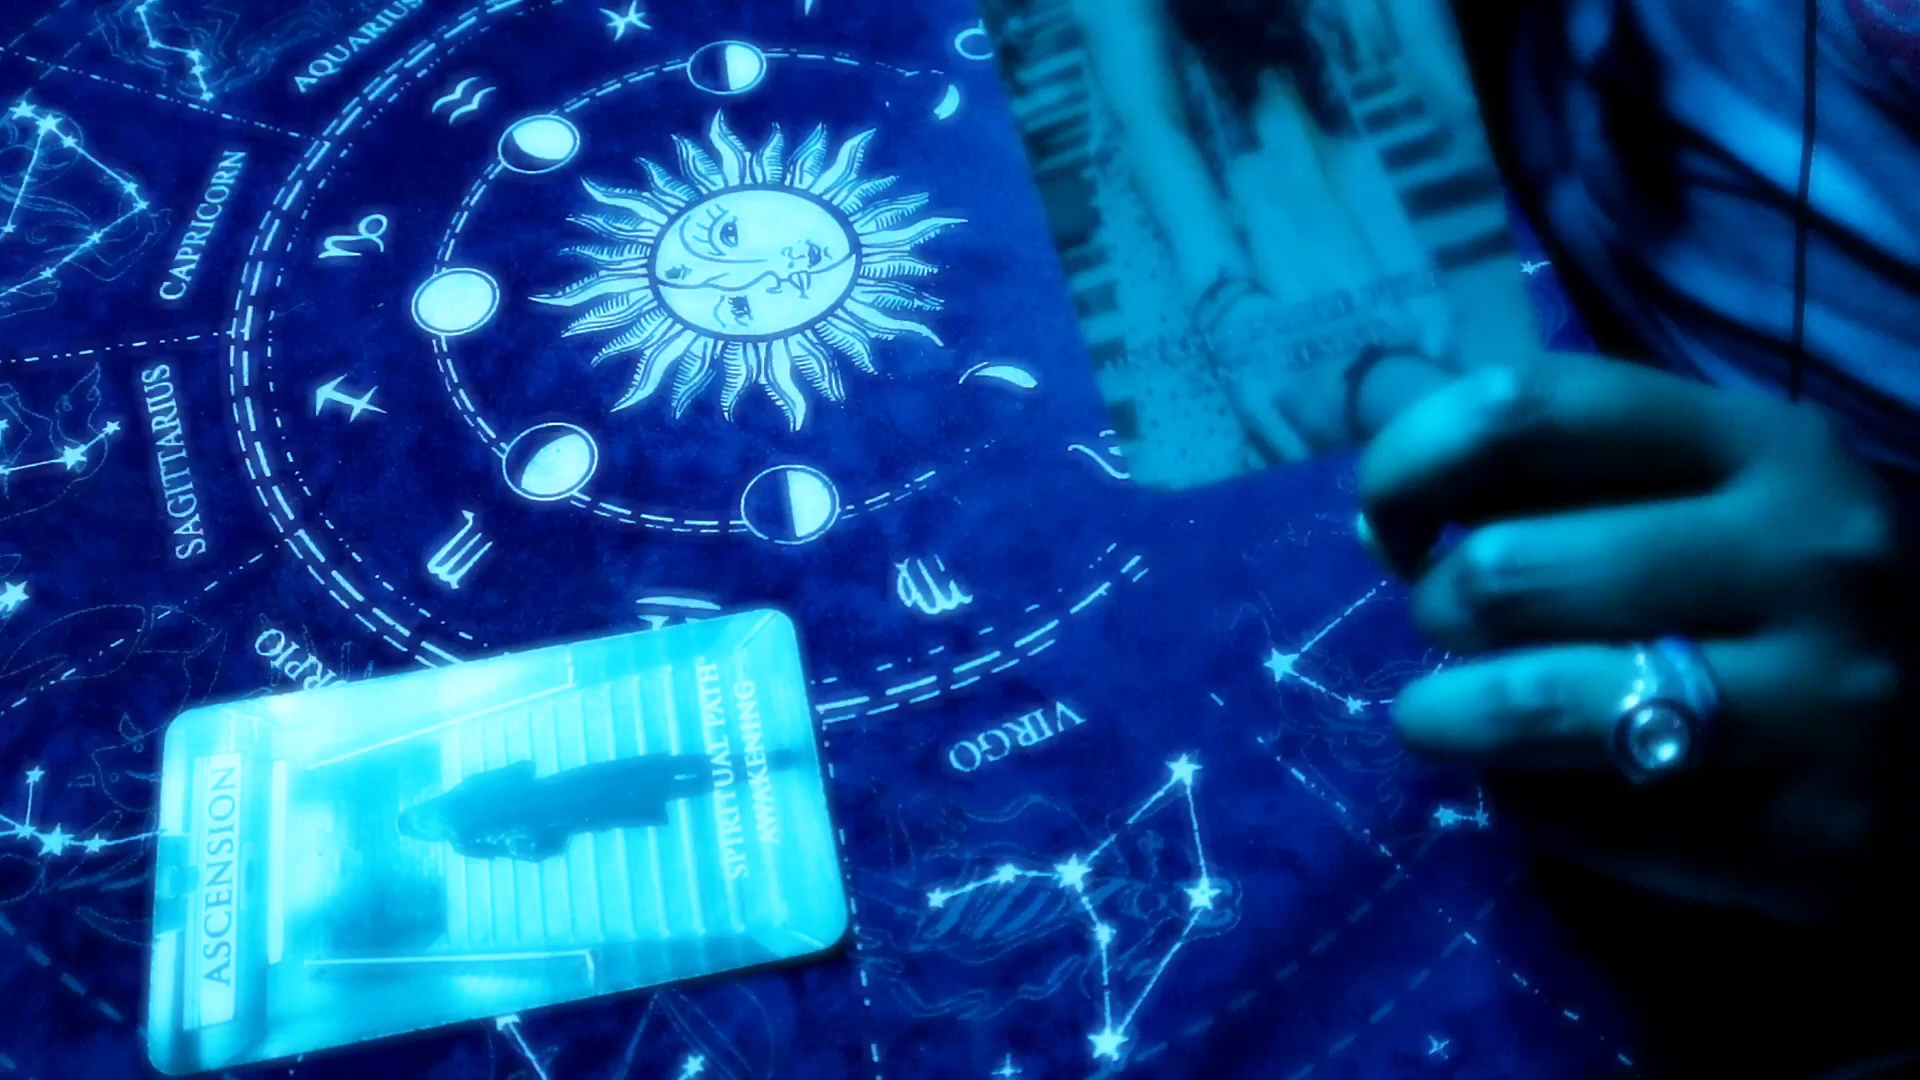 AQUARIUS
CAPRICORN
SAGITTARIUS
VIRGO
ASCENSION
SPIRITUAL PATH
AWAKENING